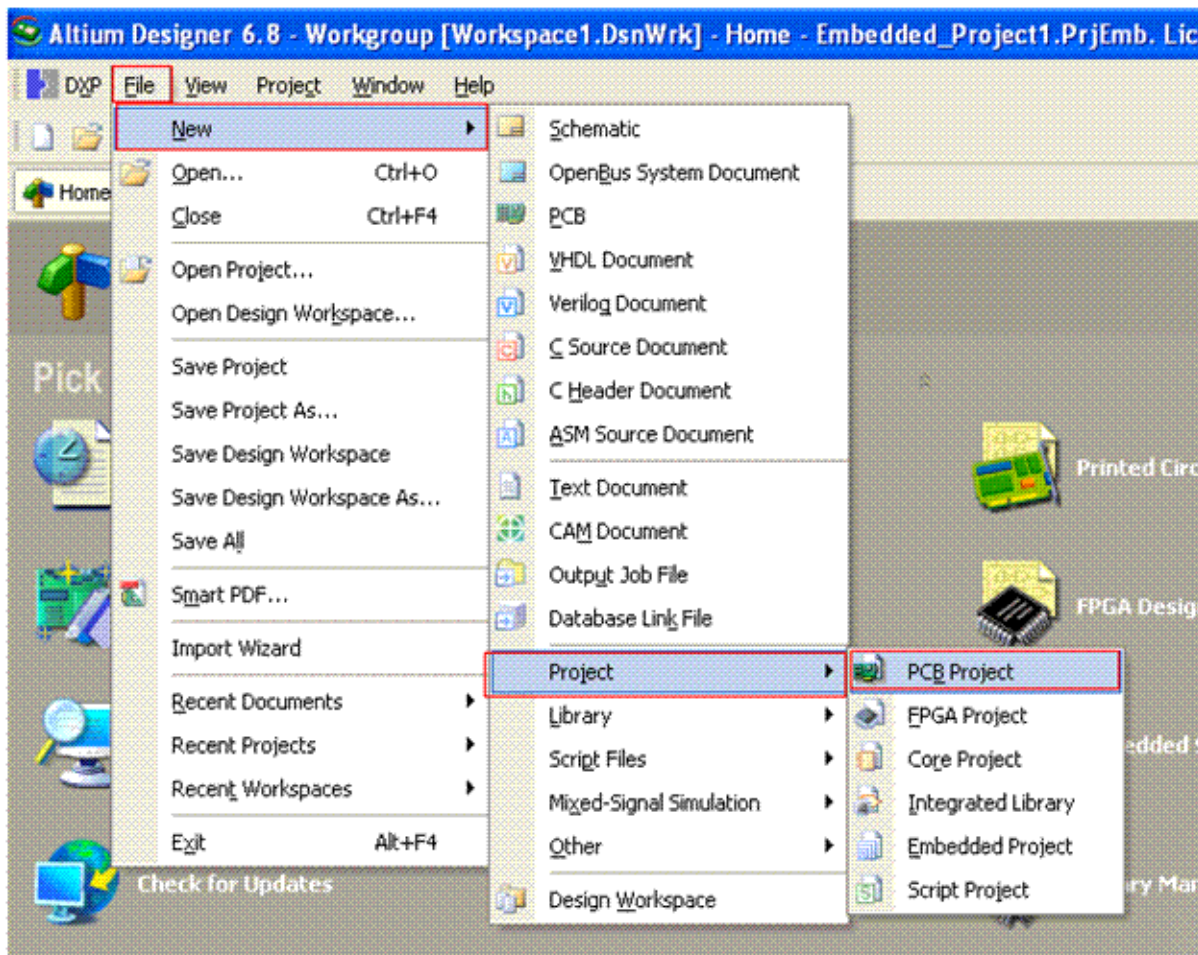 Altium Designer 6.8 - Workgroup [Workspace1.DsnWrk] - Home - Embedded_Project1.PrjEmb. Lic
DXP File View Project Window Help
Home
New
Open... Ctrl+O
Close Ctrl+F4
Open Project...
Open Design Workspace...
Save Project
Save Project As...
Save Design Workspace
Save Design Workspace As...
Save All
Smart PDF...
Import Wizard
Recent Documents
Recent Projects
Recent Workspaces
Exit Alt+F4
Schematic
OpenBus System Document
PCB
VHDL Document
Verilog Document
C Source Document
C Header Document
ASM Source Document
Text Document
CAM Document
Output Job File
Database Link File
Project
Library
Script Files
Mixed-Signal Simulation
Other
Design Workspace
PCB Project
FPGA Project
Core Project
Integrated Library
Embedded Project
Script Project
Pick
Check for Updates
Printed Circ
FPGA Desig
edded S
ry Mar